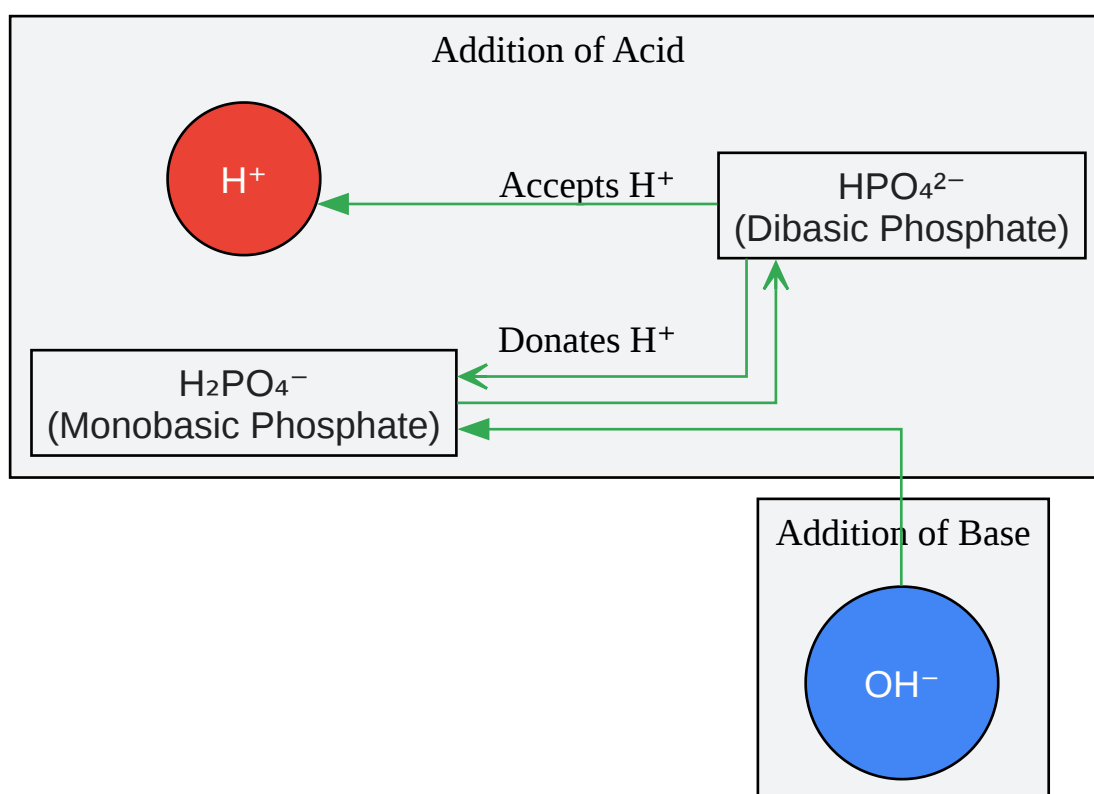 Addition of Acid
H⁺
Accepts H⁺
HPO₄²⁻
(Dibasic Phosphate)
Donates H⁺
H₂PO₄⁻
(Monobasic Phosphate)
Addition of Base
OH⁻